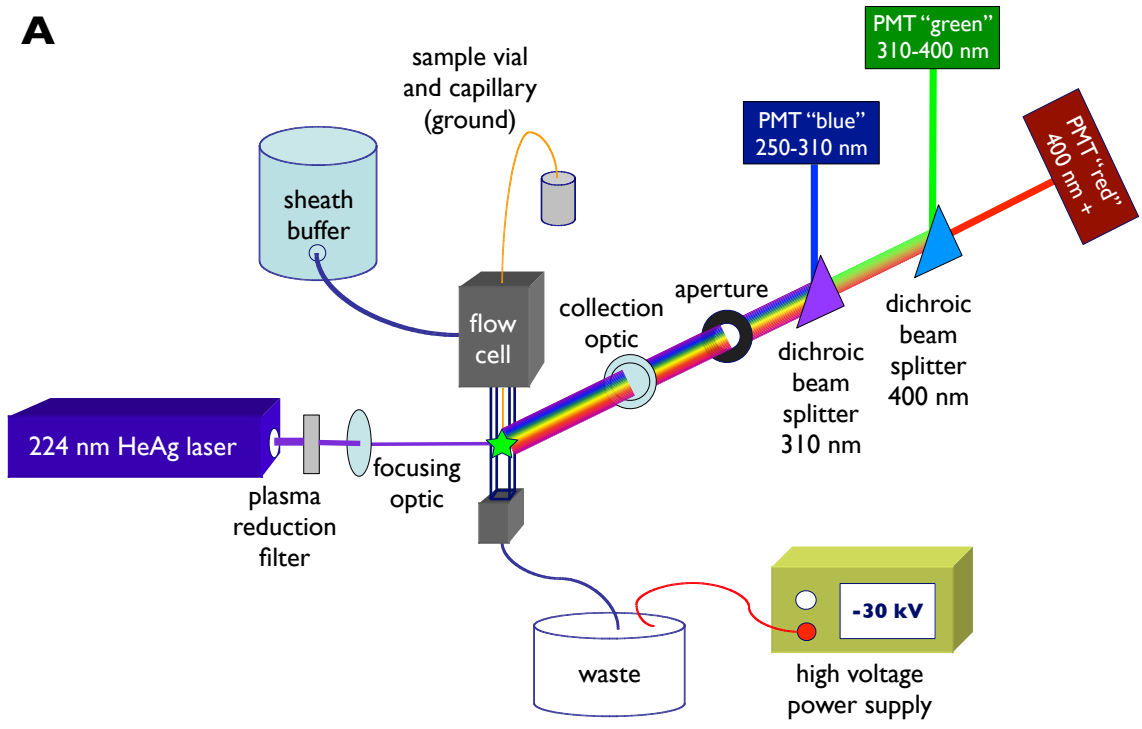 A
sample vial
and capillary
(ground)
PMT “green”
310-400 nm
PMT “blue”
250-310 nm
PMT “red”
400 nm +
sheath
buffer
flow
cell
collection
optic
aperture
dichroic
beam
splitter
310 nm
dichroic
beam
splitter
400 nm
224 nm HeAg laser
plasma
reduction
filter
focusing
optic
waste
-30 kV
high voltage
power supply